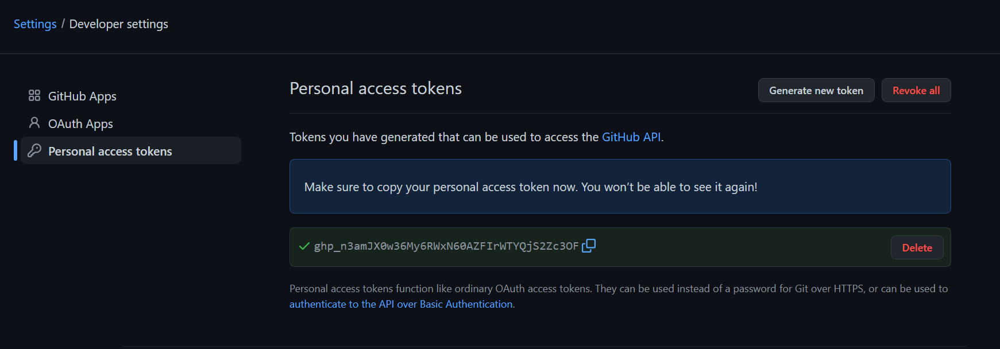 Settings / Developer settings
GitHub Apps
OAuth Apps
Personal access tokens
Personal access tokens
Generate new token
Revoke all
Tokens you have generated that can be used to access the GitHub API.
Make sure to copy your personal access token now. You won’t be able to see it again!
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
Delete
Personal access tokens function like ordinary OAuth access tokens. They can be used instead of a password for Git over HTTPS, or can be used to
authenticate to the API over Basic Authentication.